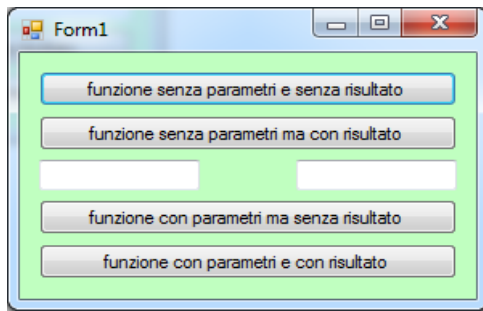 Form1
funzione senza parametri e senza risultato
funzione senza parametri ma con risultato
funzione con parametri ma senza risultato
funzione con parametri e con risultato